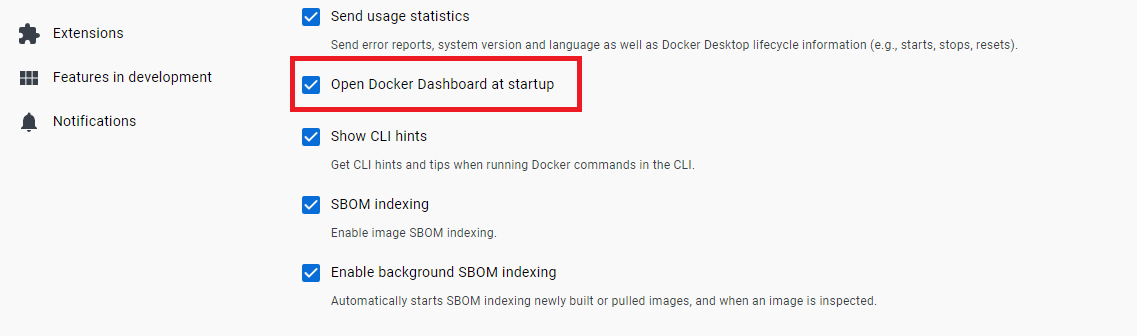 Extensions
Features in development
Notifications
Send usage statistics
Send error reports, system version and language as well as Docker Desktop lifecycle information (e.g., starts, stops, resets).
Open Docker Dashboard at startup
Show CLI hints
Get CLI hints and tips when running Docker commands in the CLI.
SBOM indexing
Enable image SBOM indexing.
Enable background SBOM indexing
Automatically starts SBOM indexing newly built or pulled images, and when an image is inspected.